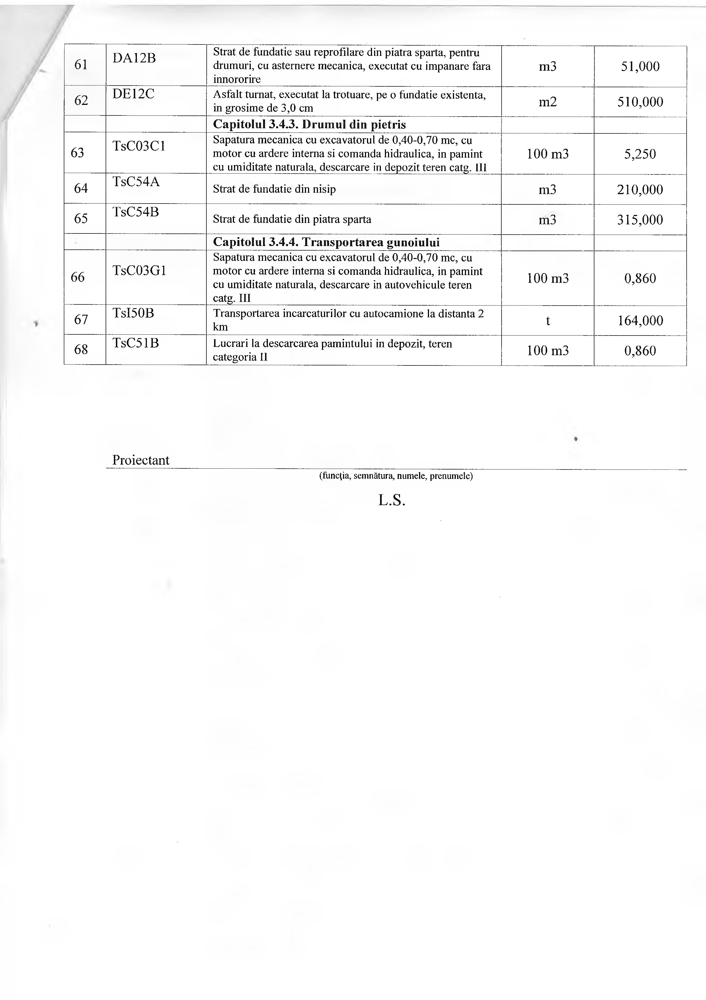 61
DA12B
Strat de fundatie sau reprofilare din piatra sparta, pentru
drumuri, cu asternere mecanica, executat cu impanare fara
innororire
m3
51,000
62
DE12C
Asfalt turnat, executat la trotuare, pe o fundatie existenta,
in grosime de 3,0 cm
m2
510,000
Capitolul 3.4.3. Drumul din pietris
63
TsC03C1
Sapatura mecanica cu excavatorul de 0,40-0,70 mc, cu
motor cu ardere interna si comanda hidraulica, in pamint
cu umiditate naturala, descarcare in depozit teren catg. III
100 m3
5,250
64
TsC54A
Strat de fundatie din nisip
m3
210,000
65
TsC54B
Strat de fundatie din piatra sparta
m3
315,000
Capitolul 3.4.4. Transportarea gunoiului
66
TsC03G1
Sapatura mecanica cu excavatorul de 0,40-0,70 mc, cu
motor cu ardere interna si comanda hidraulica, in pamint
cu umiditate naturala, descarcare in autovehicule teren
catg. III
100 m3
0,860
67
TsI50B
Transportarea incarcaturilor cu autocamione la distanta 2
km
t
164,000
68
TsC51B
Lucrari la descarcarea pamintului in depozit, teren
categoria II
100 m3
0,860
Proiectant
(funcţia, semnătura, numele, prenumele)
L.S.